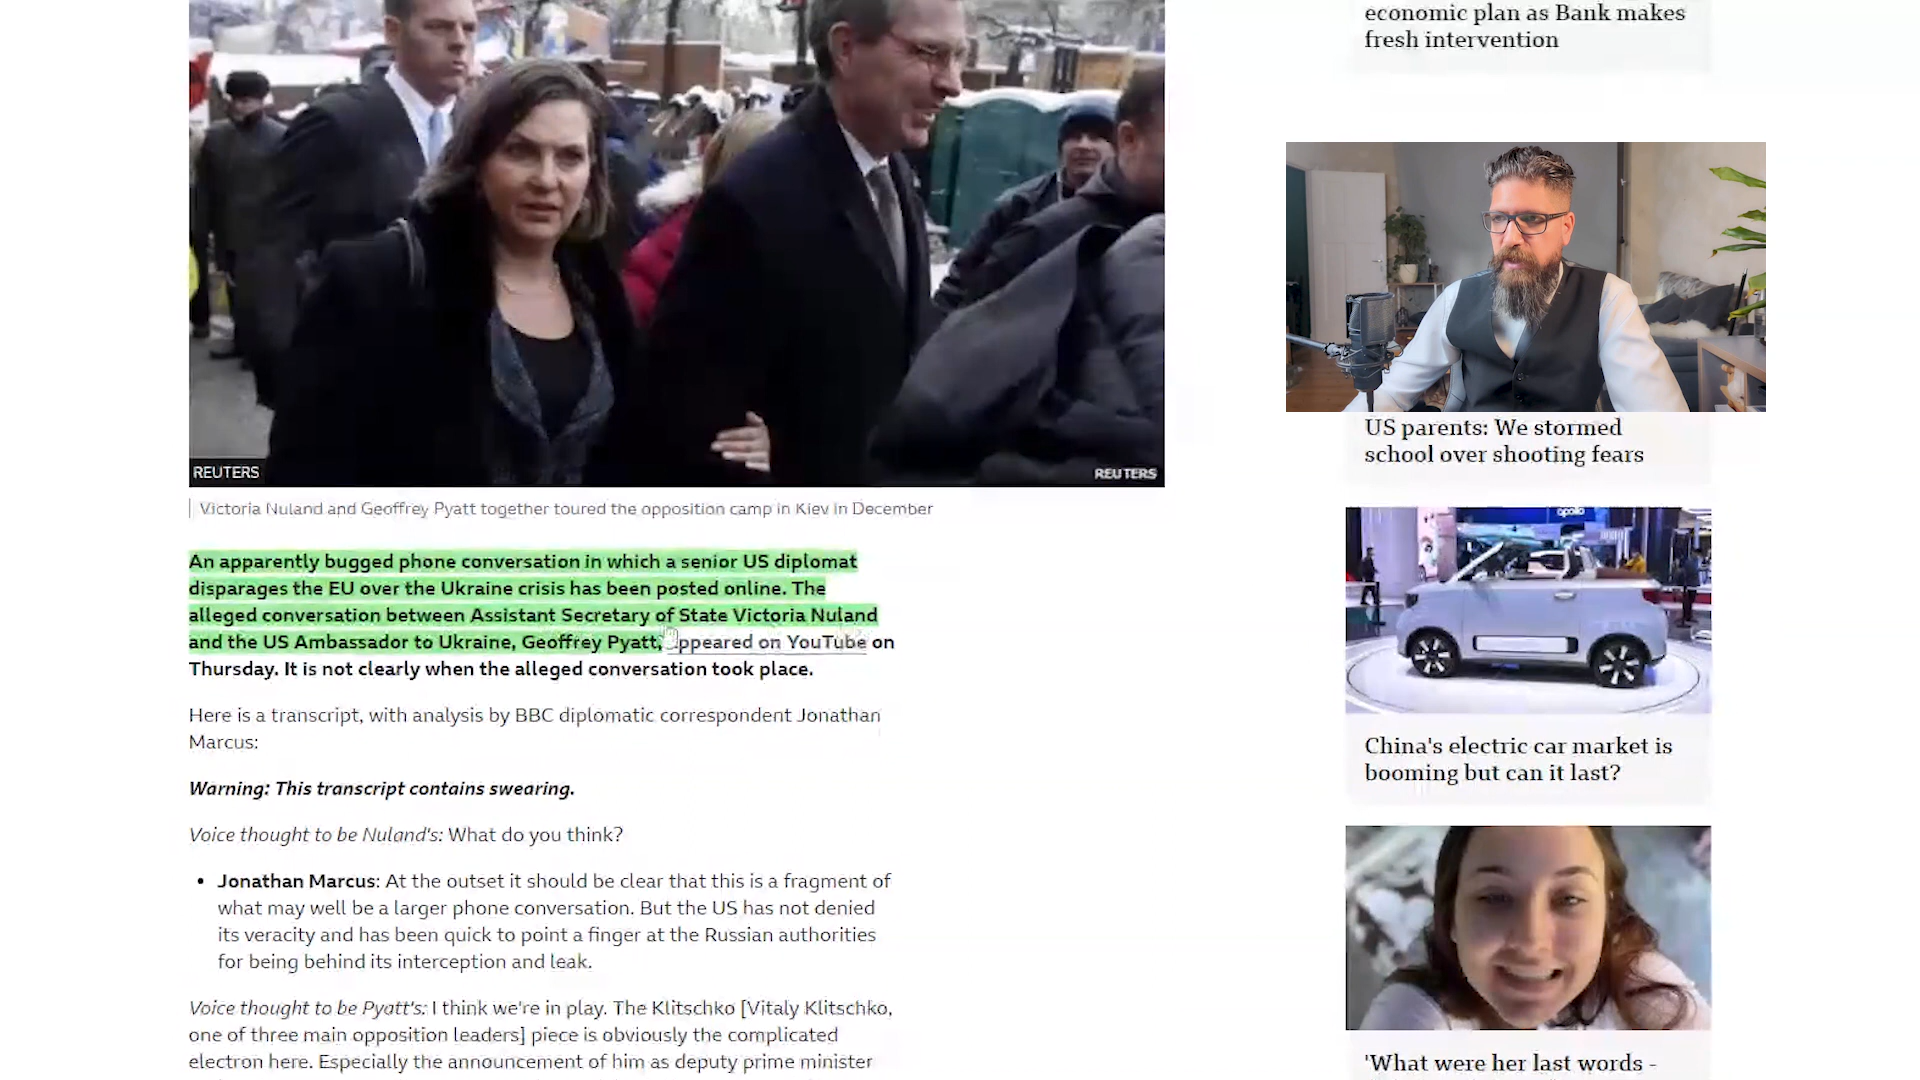 REUTERS
REUTERS
Victoria Nuland and Geoffrey Pyatt together toured the opposition camp in Kiev in December
An apparently bugged phone conversation in which a senior US diplomat
disparages the EU over the Ukraine crisis has been posted online. The
alleged conversation between Assistant Secretary of State Victoria Nuland
and the US Ambassador to Ukraine, Geoffrey Pyatt, appeared on YouTube on
Thursday. It is not clearly when the alleged conversation took place.
Here is a transcript, with analysis by BBC diplomatic correspondent Jonathan
Marcus:
Warning: This transcript contains swearing.
Voice thought to be Nuland's: What do you think?
• Jonathan Marcus: At the outset it should be clear that this is a fragment of
what may well be a larger phone conversation. But the US has not denied
its veracity and has been quick to point a finger at the Russian authorities
for being behind its interception and leak.
Voice thought to be Pyatt's: I think we're in play. The Klitschko [Vitaly Klitschko,
one of three main opposition leaders] piece is obviously the complicated
electron here. Especially the announcement of him as deputy prime minister
economic plan as Bank makes
fresh intervention
US parents: We stormed
school over shooting fears
apollo
China's electric car market is
booming but can it last?
'What were her last words -